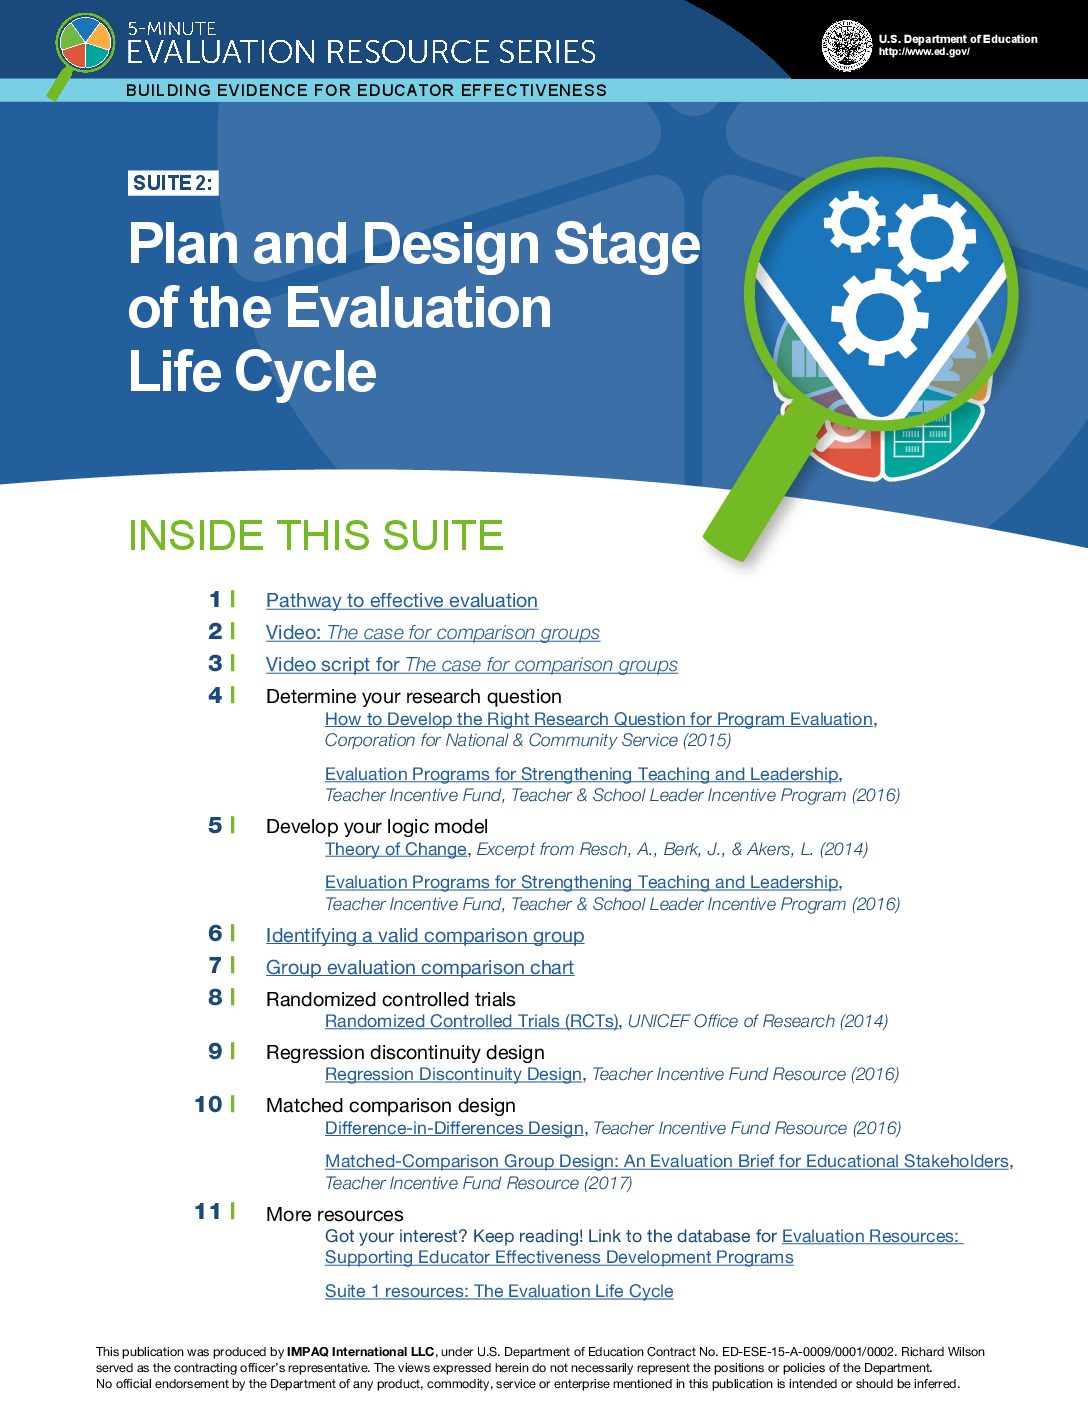 5-MINUTE
EVALUATION RESOURCE SERIES
U.S. Department of Education
http://www.ed.gov/
BUILDING EVIDENCE FOR EDUCATOR EFFECTIVENESS
SUITE 2:
Plan and Design Stage
of the Evaluation
Life Cycle
INSIDE THIS SUITE
1 | Pathway to effective evaluation
2 | Video: The case for comparison groups
3 | Video script for The case for comparison groups
4 | Determine your research question
How to Develop the Right Research Question for Program Evaluation,
Corporation for National & Community Service (2015)
Evaluation Programs for Strengthening Teaching and Leadership,
Teacher Incentive Fund, Teacher & School Leader Incentive Program (2016)
5 | Develop your logic model
Theory of Change, Excerpt from Resch, A., Berk, J., & Akers, L. (2014)
Evaluation Programs for Strengthening Teaching and Leadership,
Teacher Incentive Fund, Teacher & School Leader Incentive Program (2016)
6 | Identifying a valid comparison group
7 | Group evaluation comparison chart
8 | Randomized controlled trials
Randomized Controlled Trials (RCTs), UNICEF Office of Research (2014)
9 | Regression discontinuity design
Regression Discontinuity Design, Teacher Incentive Fund Resource (2016)
10 | Matched comparison design
Difference-in-Differences Design, Teacher Incentive Fund Resource (2016)
Matched-Comparison Group Design: An Evaluation Brief for Educational Stakeholders,
Teacher Incentive Fund Resource (2017)
11 | More resources
Got your interest? Keep reading! Link to the database for Evaluation Resources:
Supporting Educator Effectiveness Development Programs
Suite 1 resources: The Evaluation Life Cycle
This publication was produced by IMPAQ International LLC, under U.S. Department of Education Contract No. ED-ESE-15-A-0009/0001/0002. Richard Wilson
served as the contracting officer's representative. The views expressed herein do not necessarily represent the positions or policies of the Department.
No official endorsement by the Department of any product, commodity, service or enterprise mentioned in this publication is intended or should be inferred.